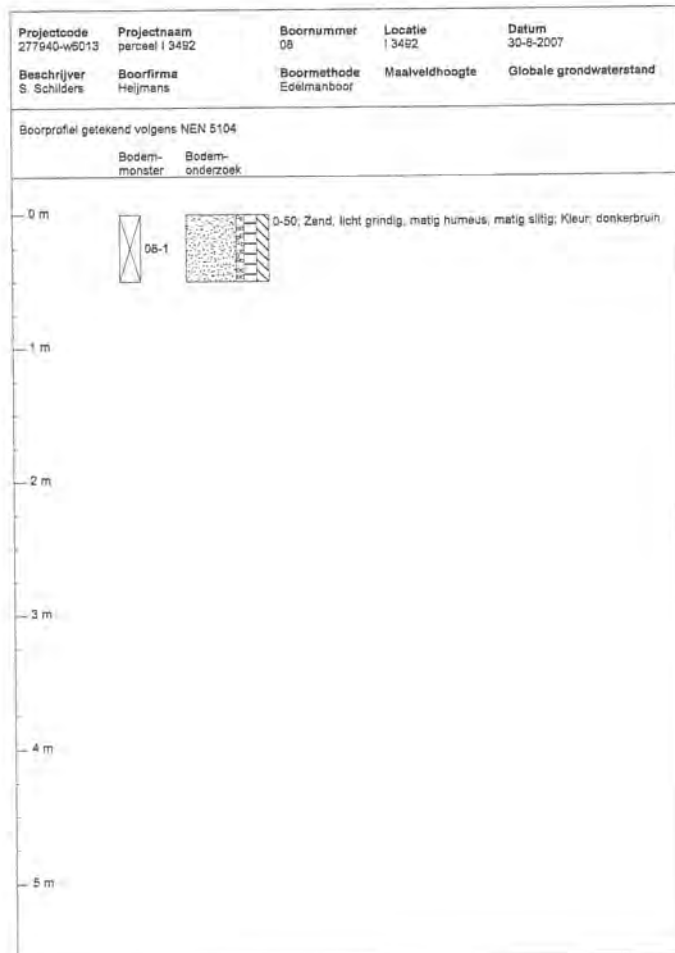 Projectcode Projectnaam Boornummer Locatie Datum
277940-w5013 perceel I 3492 08 I 3492 30-8-2007
Beschrijver Boorfirma Boormethode Maaiveldhoogte Globale grondwaterstand
S. Schilders Heijmans Edelmanboor
Boorprofiel getekend volgens NEN 5104
Bodem- Bodem-
monster onderzoek
0 m
08-1
0-50; Zand, licht grindig, matig humeus, matig siltig; Kleur: donkerbruin
1 m
2 m
3 m
4 m
5 m